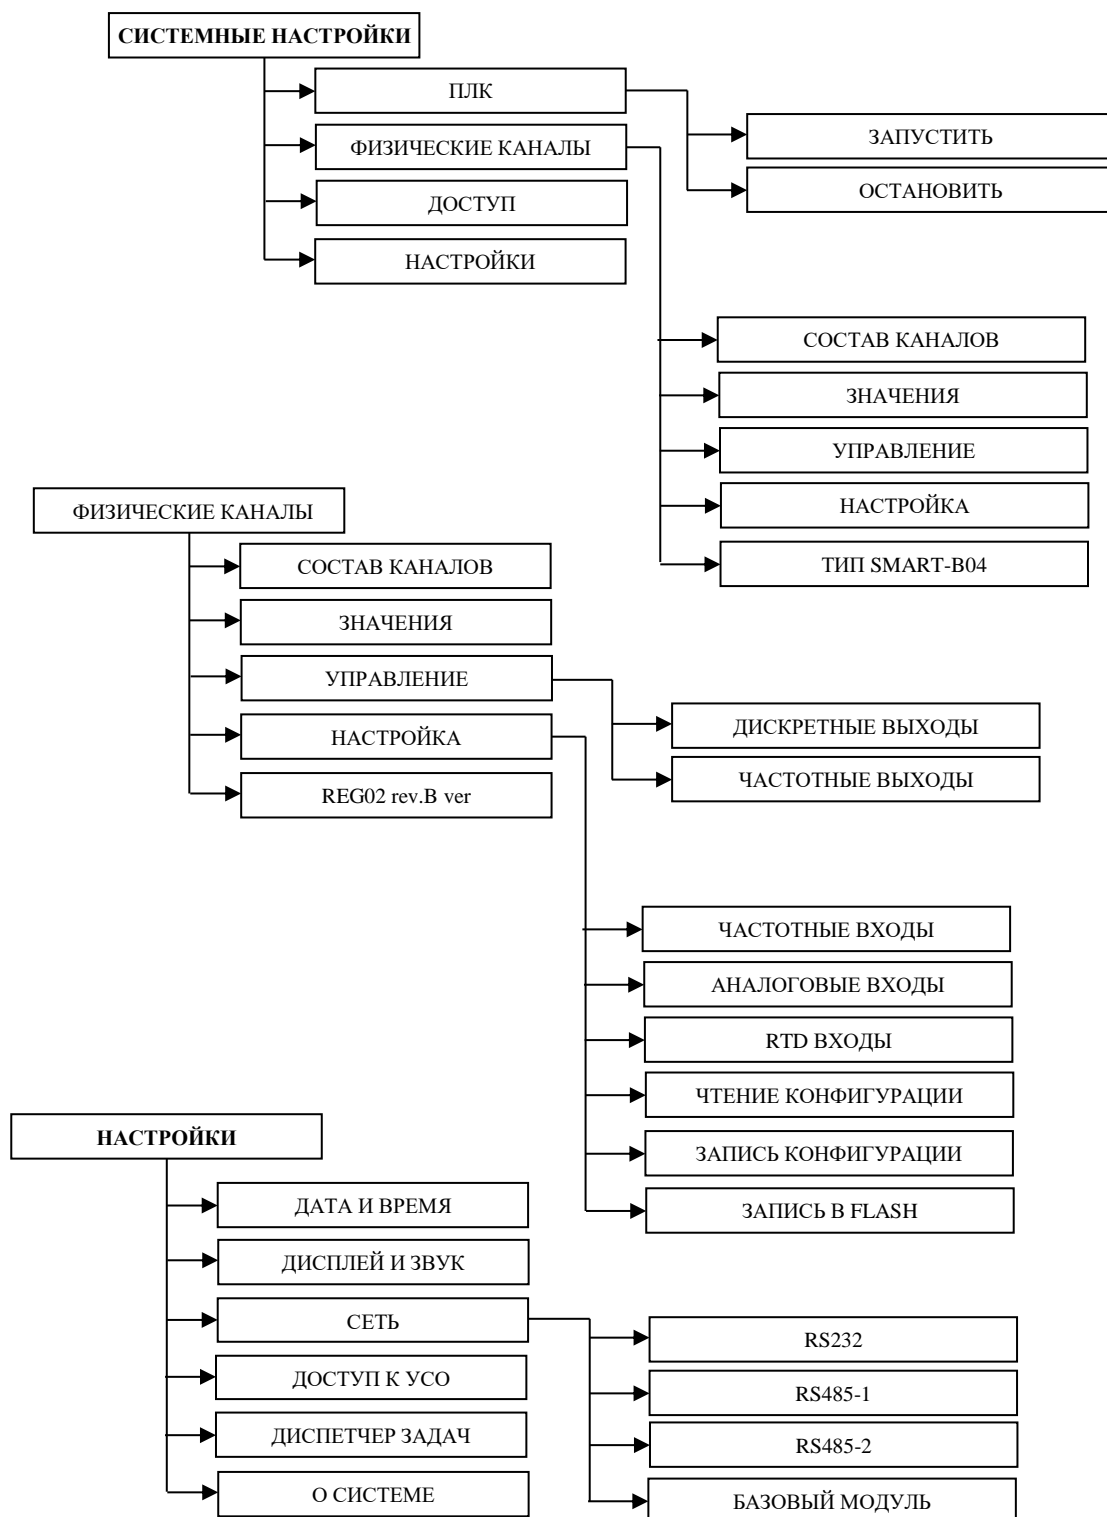 СИСТЕМНЫЕ НАСТРОЙКИ
ПЛК
ЗАПУСТИТЬ
ФИЗИЧЕСКИЕ КАНАЛЫ
ОСТАНОВИТЬ
ДОСТУП
НАСТРОЙКИ
СОСТАВ КАНАЛОВ
ЗНАЧЕНИЯ
УПРАВЛЕНИЕ
НАСТРОЙКА
ТИП SMART-B04
ФИЗИЧЕСКИЕ КАНАЛЫ
СОСТАВ КАНАЛОВ
ЗНАЧЕНИЯ
УПРАВЛЕНИЕ
НАСТРОЙКА
REG02 rev.B ver
ДИСКРЕТНЫЕ ВЫХОДЫ
ЧАСТОТНЫЕ ВЫХОДЫ
ЧАСТОТНЫЕ ВХОДЫ
АНАЛОГОВЫЕ ВХОДЫ
RTD ВХОДЫ
ЧТЕНИЕ КОНФИГУРАЦИИ
ЗАПИСЬ КОНФИГУРАЦИИ
ЗАПИСЬ В FLASH
НАСТРОЙКИ
ДАТА И ВРЕМЯ
ДИСПЛЕЙ И ЗВУК
СЕТЬ
ДОСТУП К УСО
ДИСПЕТЧЕР ЗАДАЧ
О СИСТЕМЕ
RS232
RS485-1
RS485-2
БАЗОВЫЙ МОДУЛЬ